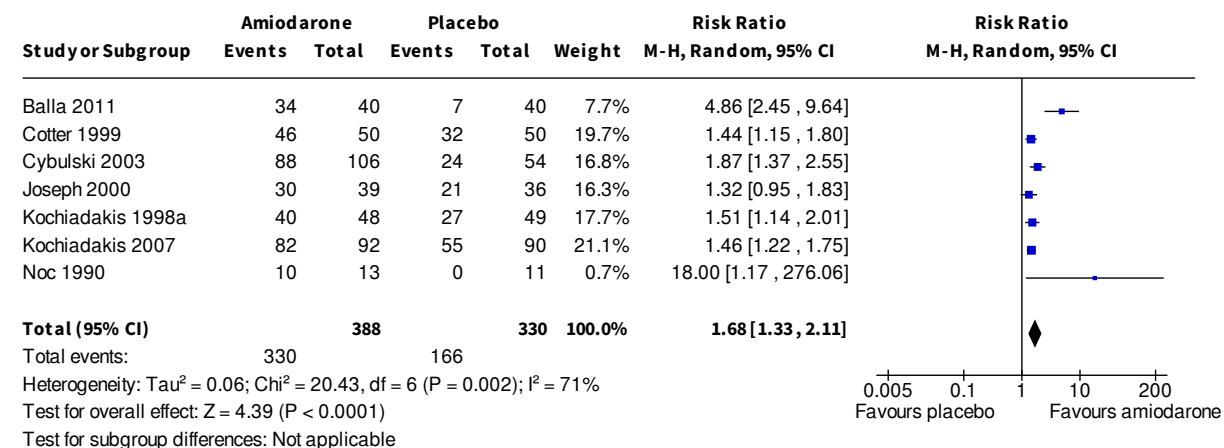 Amiodarone Placebo Risk Ratio Risk Ratio
Study or Subgroup Events Total Events Total Weight M-H, Random, 95% CI M-H, Random, 95% CI
Balla 2011 34 40 7 40 7.7% 4.86 [2.45 , 9.64]
Cotter 1999 46 50 32 50 19.7% 1.44 [1.15 , 1.80]
Cybulski 2003 88 106 24 54 16.8% 1.87 [1.37 , 2.55]
Joseph 2000 30 39 21 36 16.3% 1.32 [0.95 , 1.83]
Kochiadakis 1998a 40 48 27 49 17.7% 1.51 [1.14 , 2.01]
Kochiadakis 2007 82 92 55 90 21.1% 1.46 [1.22 , 1.75]
Noc 1990 10 13 0 11 0.7% 18.00 [1.17 , 276.06]
Total (95% CI) 388 330 100.0% 1.68 [1.33 , 2.11]
Total events: 330 166
Heterogeneity: Tau² = 0.06; Chi² = 20.43, df = 6 (P = 0.002); I² = 71%
0.005 0.1 1 10 200
Test for overall effect: Z = 4.39 (P < 0.0001) Favours placebo Favours amiodarone
Test for subgroup differences: Not applicable